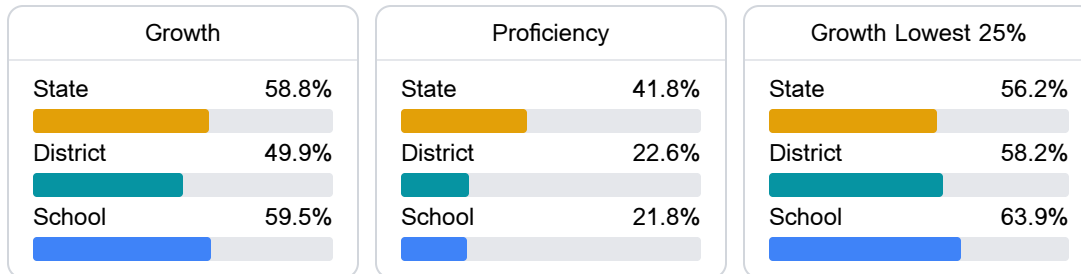 Growth
State 58.8%
District 49.9%
School 59.5%
Proficiency
State 41.8%
District 22.6%
School 21.8%
Growth Lowest 25%
State 56.2%
District 58.2%
School 63.9%